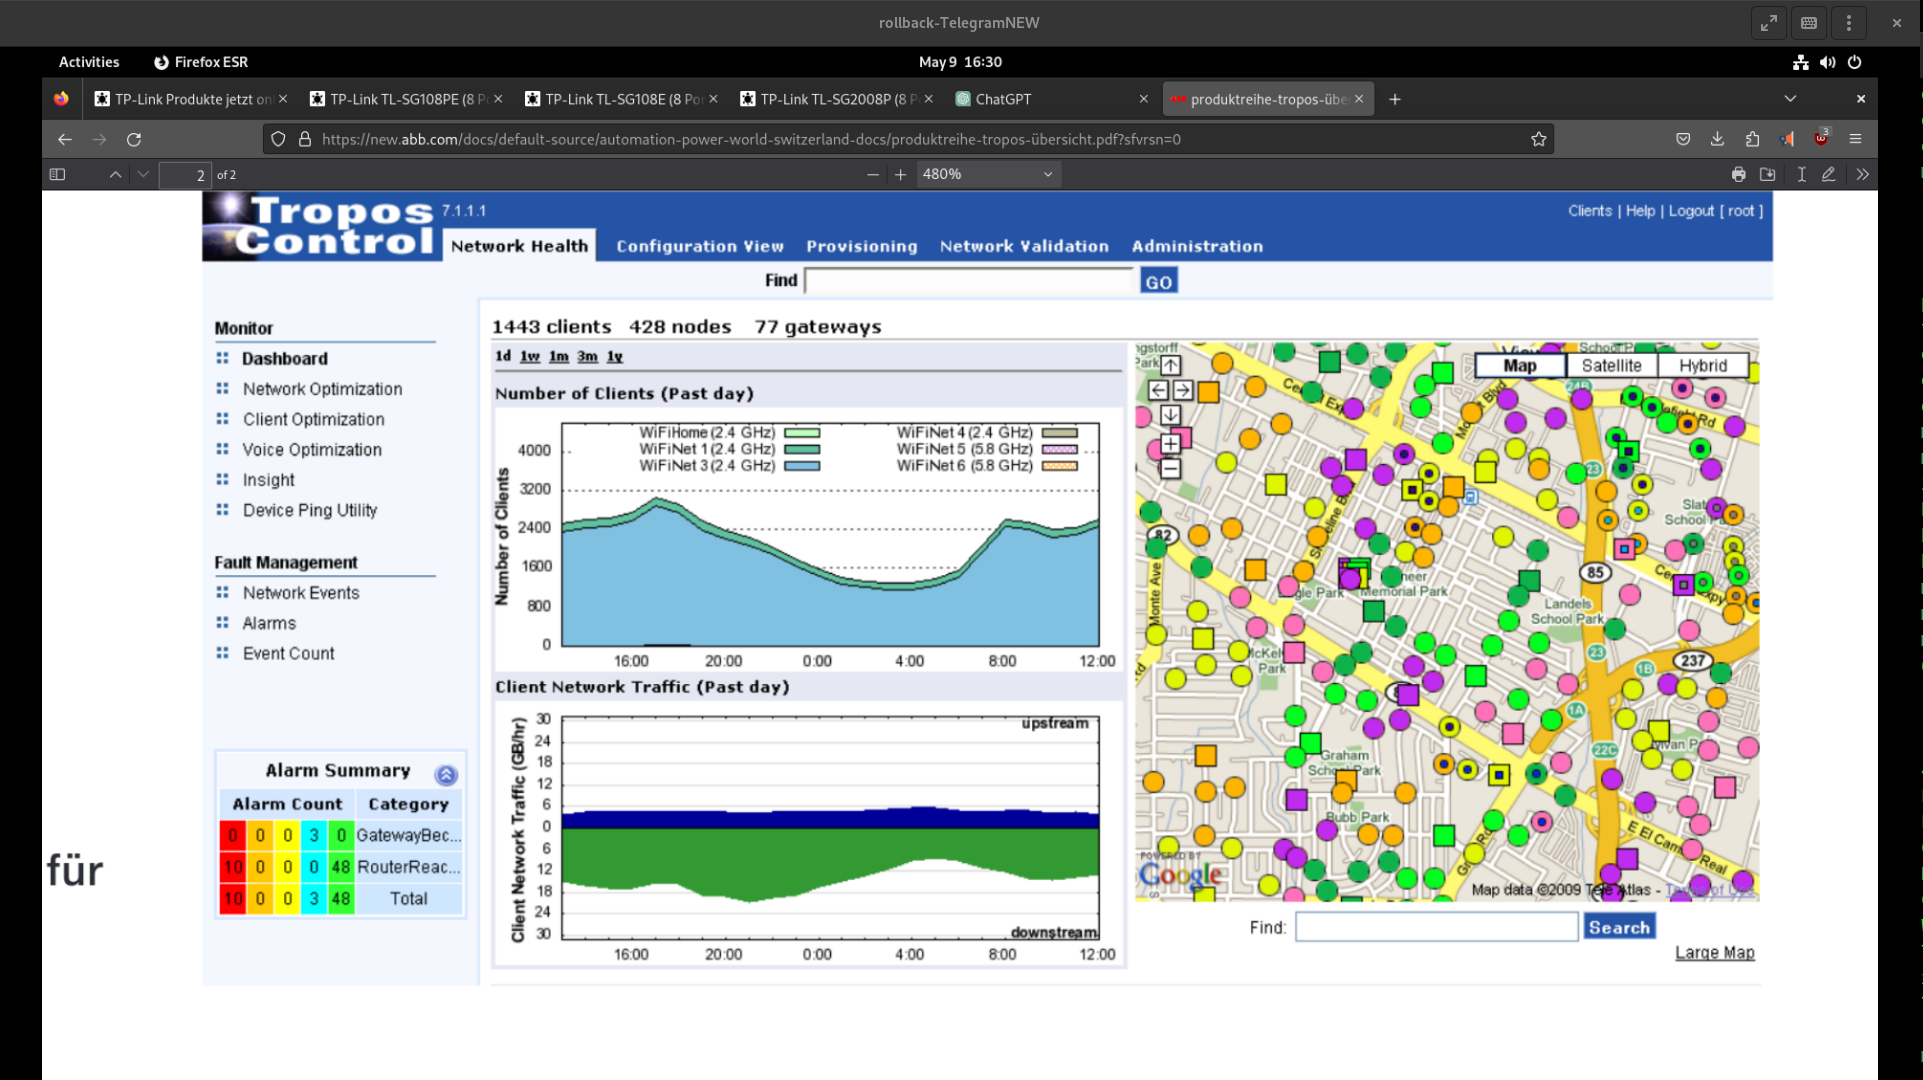 rollback-TelegramNEW
Activities Firefox ESR May 9 16:30
TP-Link Produkte jetzt on
TP-Link TL-SG108PE (8 P
TP-Link TL-SG108E (8 Por
TP-Link TL-SG2008P (8 P
ChatGPT
produktreihe-tropos-übe
https://new.abb.com/docs/default-source/automation-power-world-switzerland-docs/produktreihe-tropos-übersicht.pdf?sfvrsn=0
3
2 of 2
480%
Tropos Control 7.1.1.1
Clients | Help | Logout [ root ]
Network Health Configuration View Provisioning Network Validation Administration
Find GO
Monitor
Dashboard
Network Optimization
Client Optimization
Voice Optimization
Insight
Device Ping Utility
Fault Management
Network Events
Alarms
Event Count
Alarm Summary
Alarm Count Category
0 0 0 3 0 GatewayBec...
10 0 0 0 48 RouterReac...
10 0 0 3 48 Total
für
1443 clients 428 nodes 77 gateways
1d 1w 1m 3m 1y
Number of Clients (Past day)
WiFiHome (2.4 GHz) WiFiNet 4 (2.4 GHz)
WiFiNet 1 (2.4 GHz) WiFiNet 5 (5.8 GHz)
WiFiNet 3 (2.4 GHz) WiFiNet 6 (5.8 GHz)
Number of Clients
4000
3200
2400
1600
800
0
16:00 20:00 0:00 4:00 8:00 12:00
Client Network Traffic (Past day)
Client Network Traffic (GB/hr)
upstream
30
24
18
12
6
0
6
12
18
24
30
downstream
16:00 20:00 0:00 4:00 8:00 12:00
Map Satellite Hybrid
82
Monte Ave
Memorial Park
85
Landels
School Park
23
23
237
1B
1A
22C
Park
Graham
School Park
Bubb Park
POWERED BY
Google
Map data ©2009 Tele Atlas - Terms of Use
Find: Search
Large Map